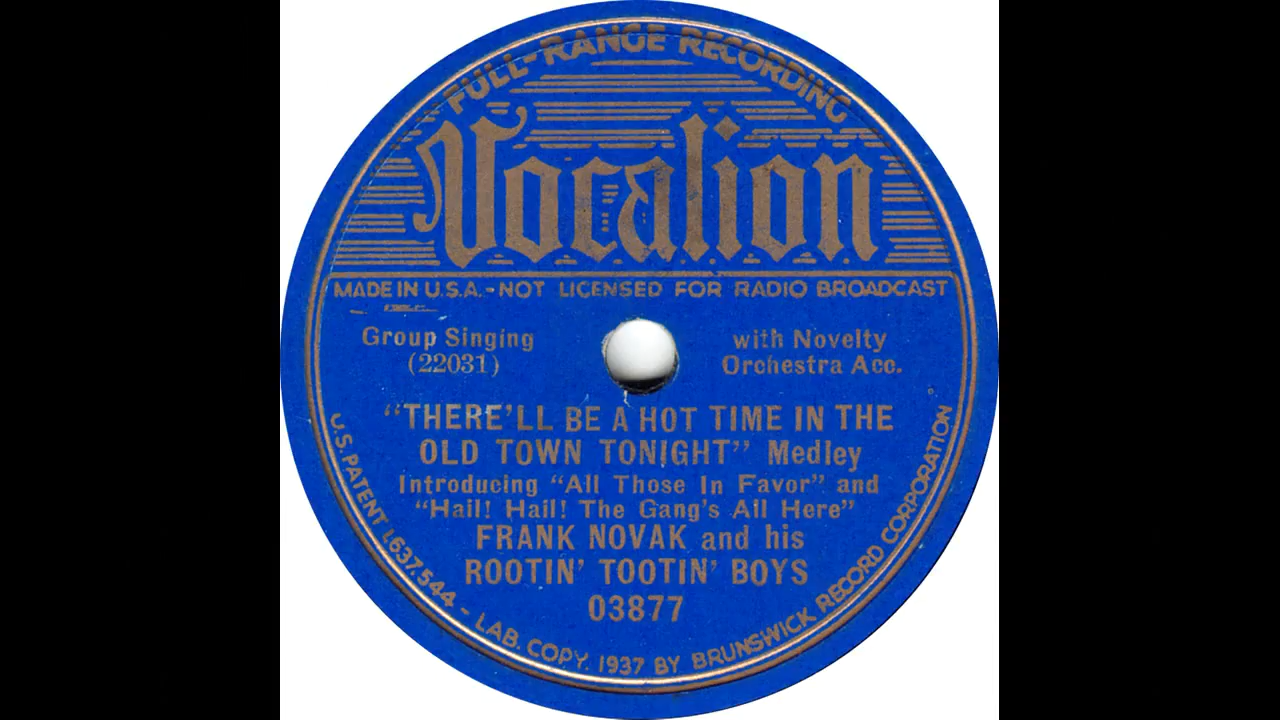 FULL-RANGE RECORDING
Vocalion
MADE IN U.S.A. - NOT LICENSED FOR RADIO BROADCAST
Group Singing
(22031)
with Novelty
Orchestra Acc.
"THERE'LL BE A HOT TIME IN THE
OLD TOWN TONIGHT" Medley
Introducing "All Those In Favor" and
"Hail! Hail! The Gang's All Here"
FRANK NOVAK and his
ROOTIN' TOOTIN' BOYS
03877
U.S. PATENT 1,637,544 - LAB. COPY. 1937 BY BRUNSWICK RECORD CORPORATION